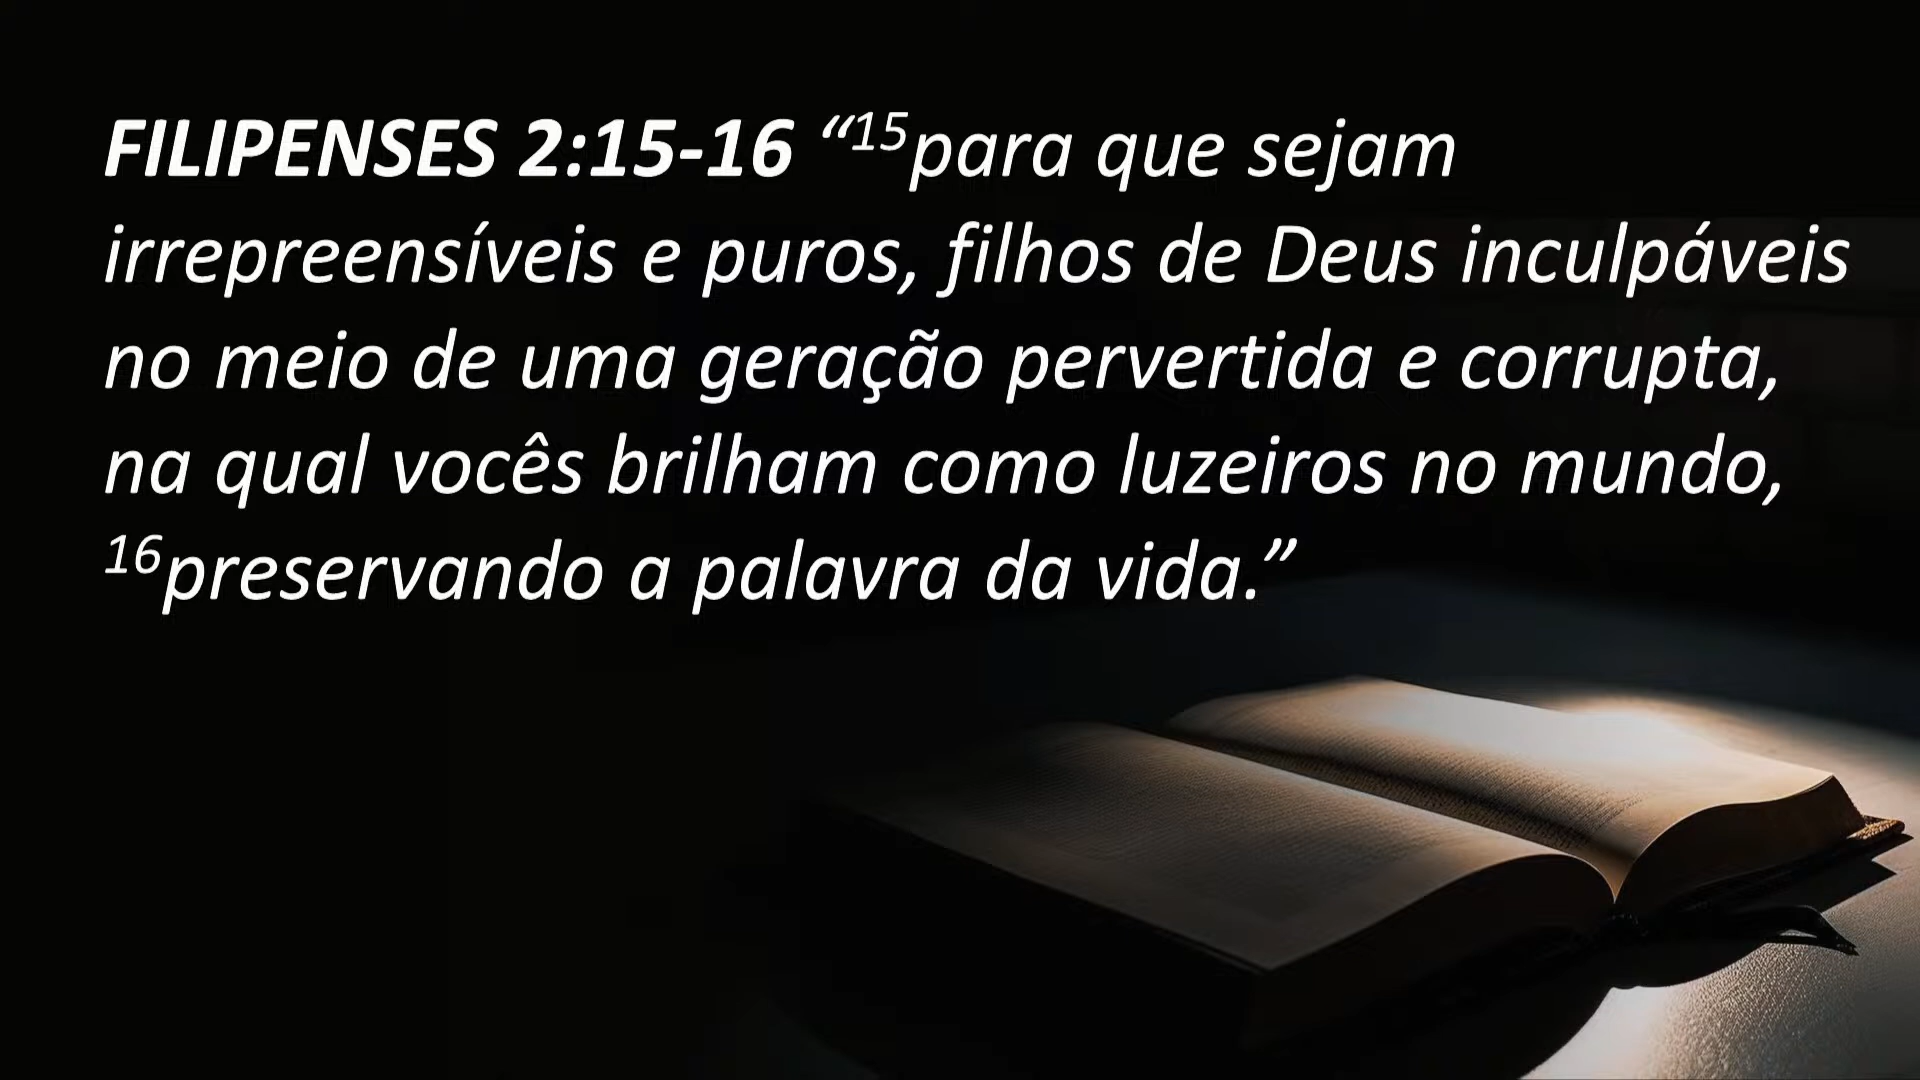 FILIPENSES 2:15-16 “15para que sejam
irrepreensíveis e puros, filhos de Deus inculpáveis
no meio de uma geração pervertida e corrupta,
na qual vocês brilham como luzeiros no mundo,
16preservando a palavra da vida.”